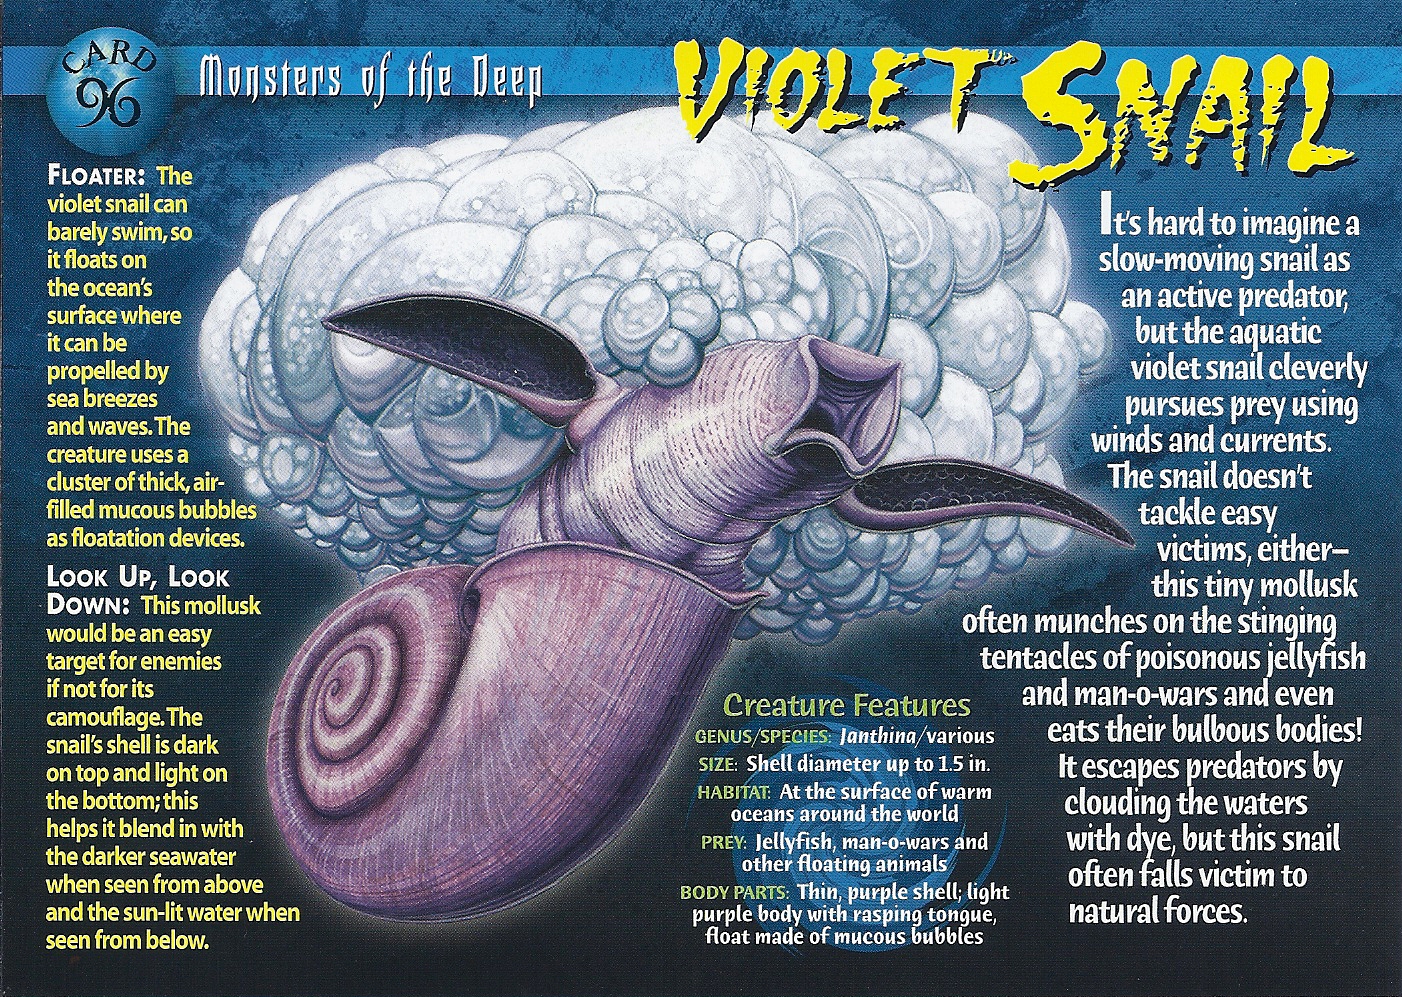 CARD
96
Monsters of the Deep
VIOLET SNAIL
FLOATER: The
violet snail can
barely swim, so
it floats on
the ocean's
surface where
it can be
propelled by
sea breezes
and waves. The
creature uses a
cluster of thick, air-
filled mucous bubbles
as floatation devices.
LOOK UP, LOOK
DOWN: This mollusk
would be an easy
target for enemies
if not for its
camouflage. The
snail's shell is dark
on top and light on
the bottom; this
helps it blend in with
the darker seawater
when seen from above
and the sun-lit water when
seen from below.
It's hard to imagine a
slow-moving snail as
an active predator,
but the aquatic
violet snail cleverly
pursues prey using
winds and currents.
The snail doesn't
tackle easy
victims, either–
this tiny mollusk
often munches on the stinging
tentacles of poisonous jellyfish
and man-o-wars and even
eats their bulbous bodies!
It escapes predators by
clouding the waters
with dye, but this snail
often falls victim to
natural forces.
Creature Features
GENUS/SPECIES: Janthina/various
SIZE: Shell diameter up to 1.5 in.
HABITAT: At the surface of warm
oceans around the world
PREY: Jellyfish, man-o-wars and
other floating animals
BODY PARTS: Thin, purple shell; light
purple body with rasping tongue,
float made of mucous bubbles